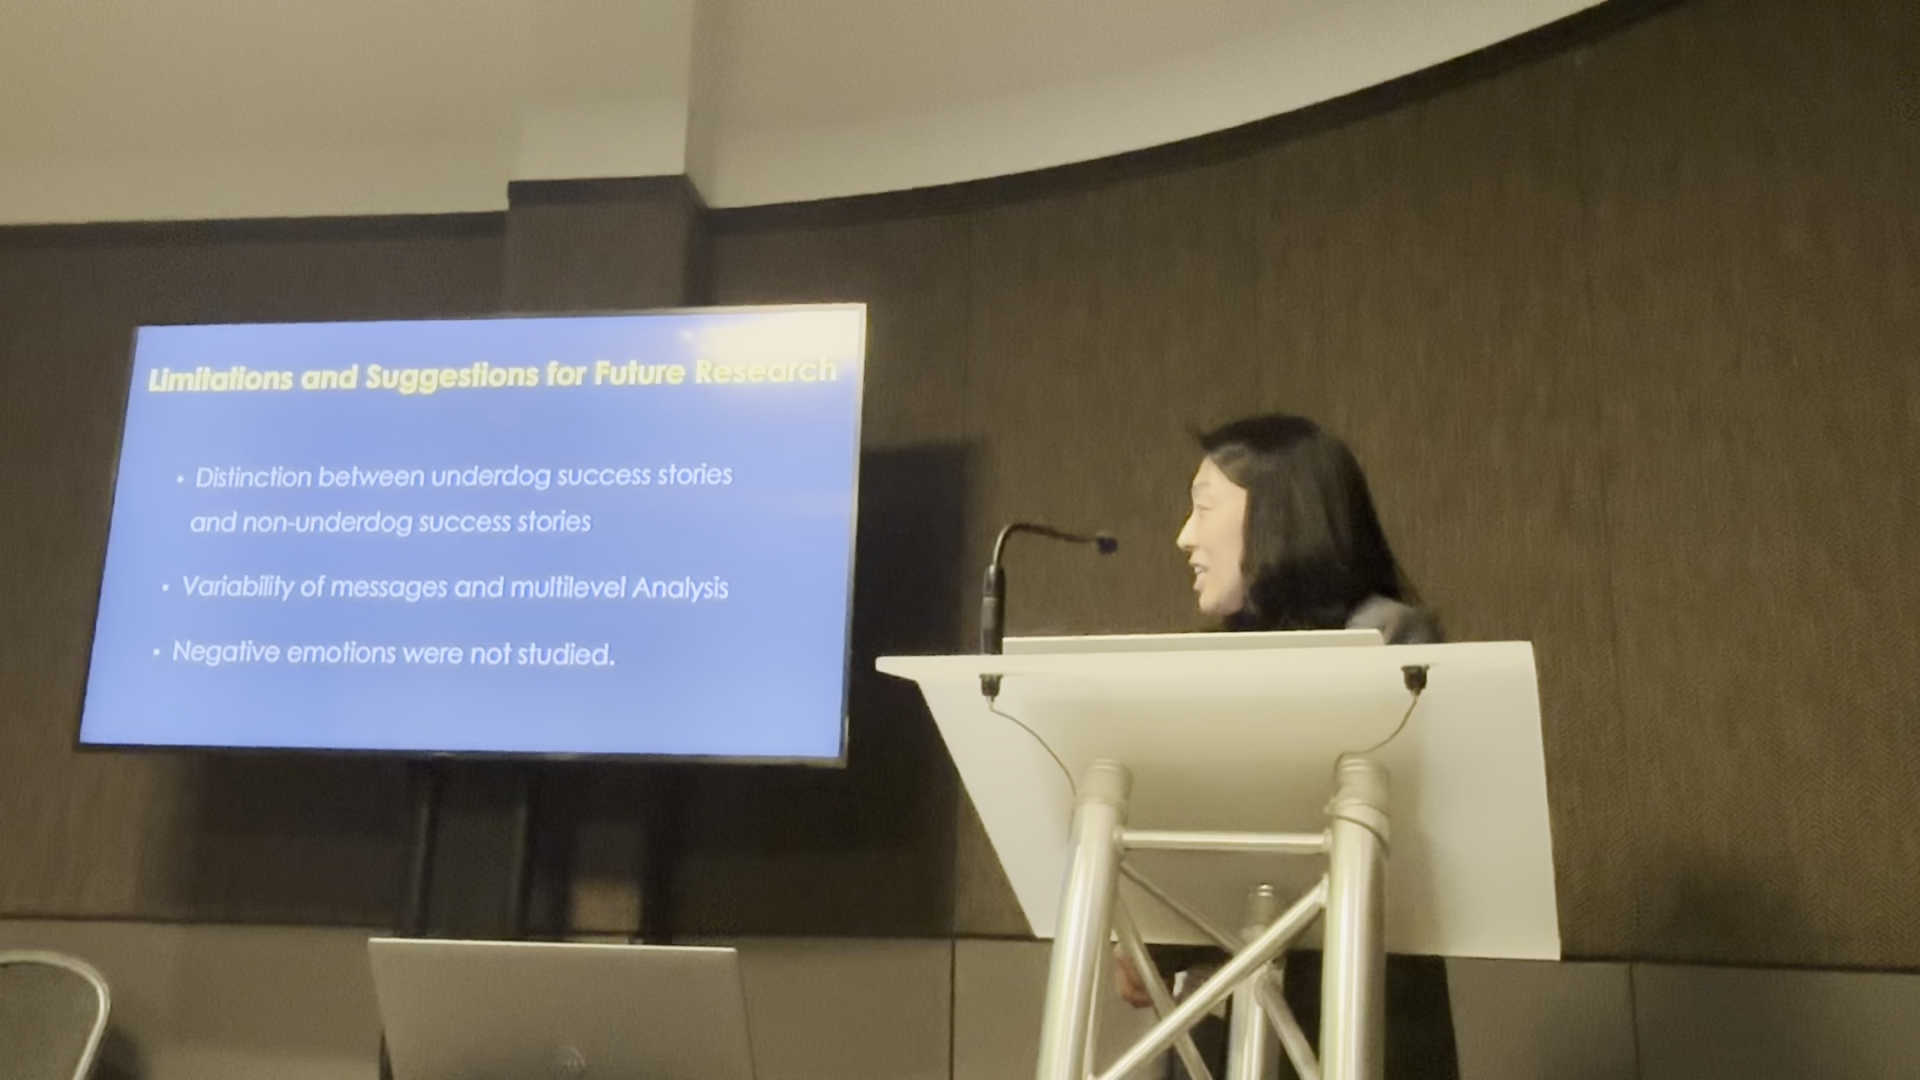 Limitations and Suggestions for Future Research
• Distinction between underdog success stories
and non-underdog success stories
• Variability of messages and multilevel Analysis
• Negative emotions were not studied.